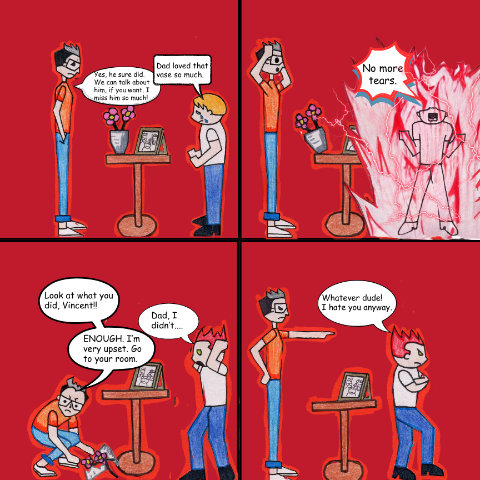 Yes, he sure did.
We can talk about
him, if you want. I
miss him so much!
Dad loved that
vase so much.
No more
tears.
Look at what you
did, Vincent!!
ENOUGH. I'm
very upset. Go
to your room.
Dad, I
didn't....
Whatever dude!
I hate you anyway.